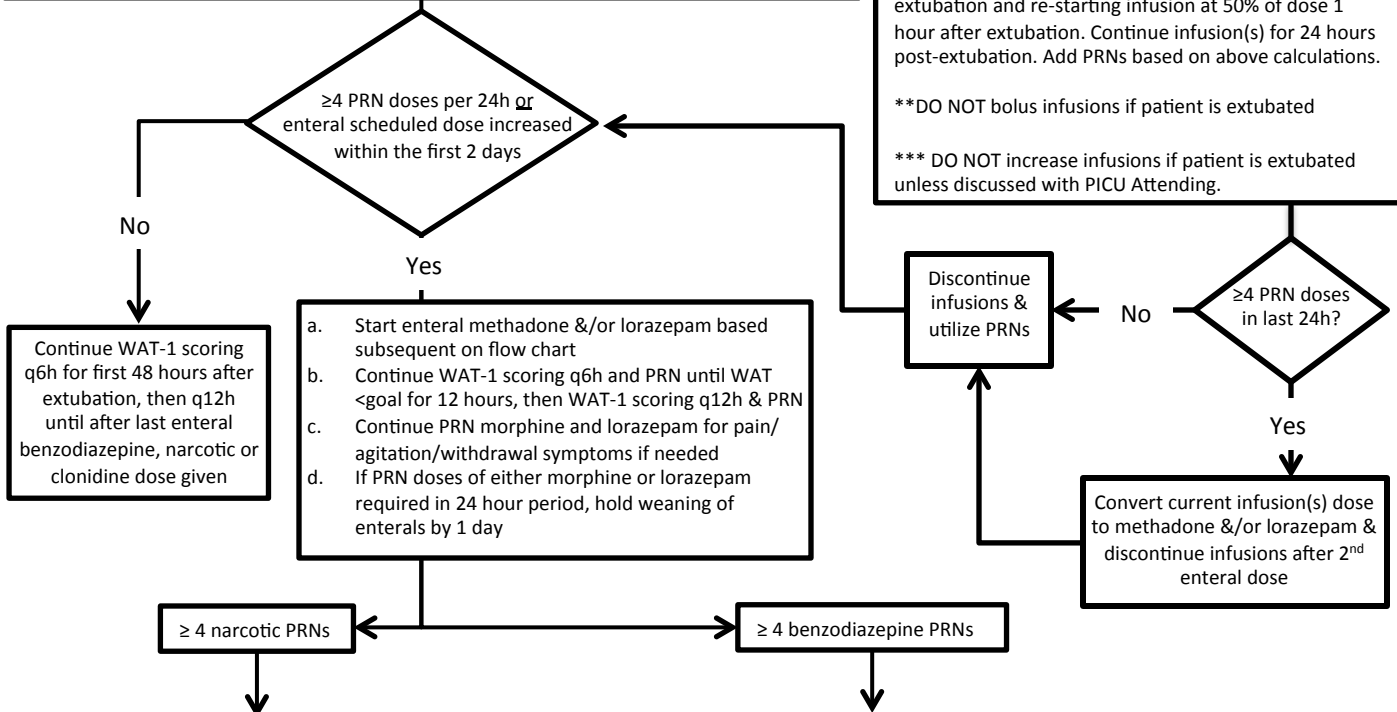 extubation and re-starting infusion at 50% of dose 1
hour after extubation. Continue infusion(s) for 24 hours
post-extubation. Add PRNs based on above calculations.
**DO NOT bolus infusions if patient is extubated
*** DO NOT increase infusions if patient is extubated
unless discussed with PICU Attending.
≥4 PRN doses per 24h or
enteral scheduled dose increased
within the first 2 days
No
Yes
Continue WAT-1 scoring
q6h for first 48 hours after
extubation, then q12h
until after last enteral
benzodiazepine, narcotic or
clonidine dose given
a. Start enteral methadone &/or lorazepam based
subsequent on flow chart
b. Continue WAT-1 scoring q6h and PRN until WAT
<goal for 12 hours, then WAT-1 scoring q12h & PRN
c. Continue PRN morphine and lorazepam for pain/
agitation/withdrawal symptoms if needed
d. If PRN doses of either morphine or lorazepam
required in 24 hour period, hold weaning of
enterals by 1 day
Discontinue
infusions &
utilize PRNs
No
≥4 PRN doses
in last 24h?
Yes
Convert current infusion(s) dose
to methadone &/or lorazepam &
discontinue infusions after 2nd
enteral dose
≥ 4 narcotic PRNs
≥ 4 benzodiazepine PRNs